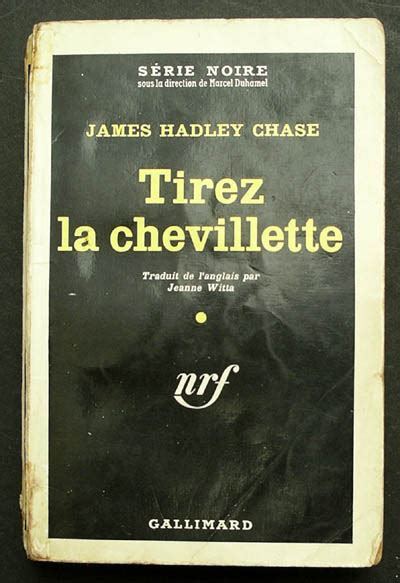 SÉRIE NOIRE
sous la direction de Marcel Duhamel
JAMES HADLEY CHASE
Tirez
la chevillette
Traduit de l'anglais par
Jeanne Witta
nrf
GALLIMARD